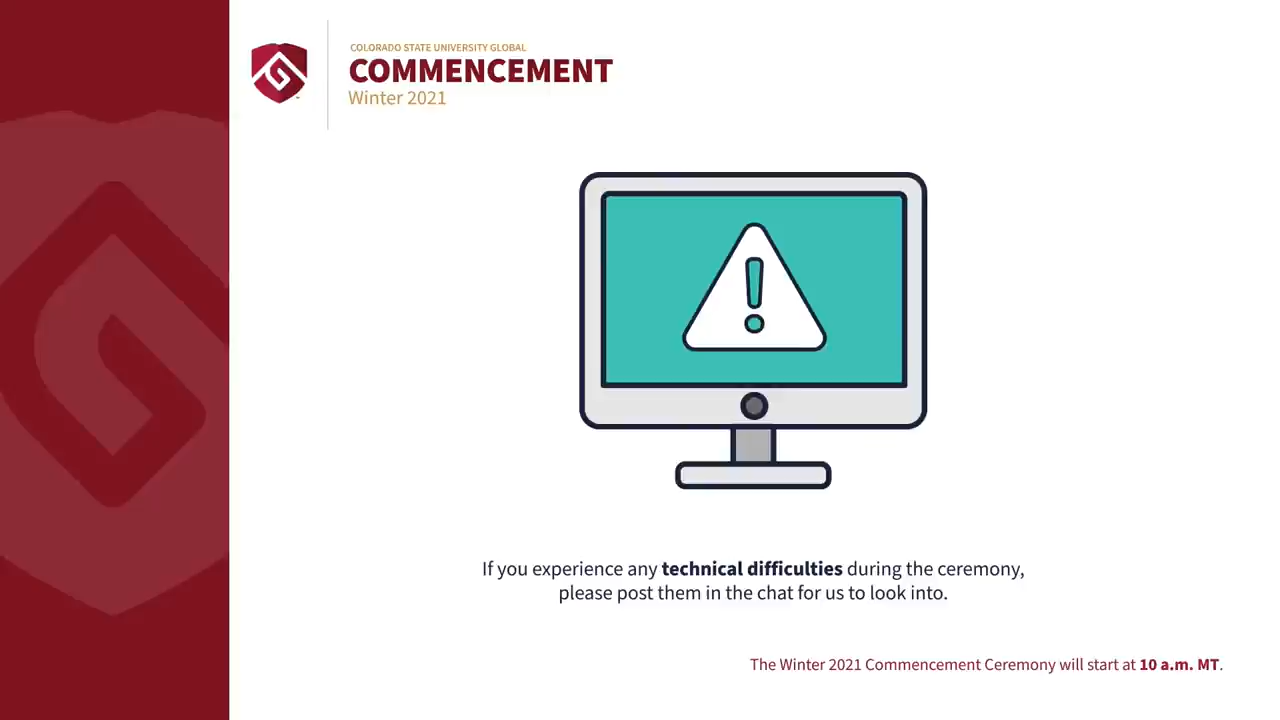 COLORADO STATE UNIVERSITY GLOBAL
COMMENCEMENT
Winter 2021
If you experience any technical difficulties during the ceremony,
please post them in the chat for us to look into.
The Winter 2021 Commencement Ceremony will start at 10 a.m. MT.